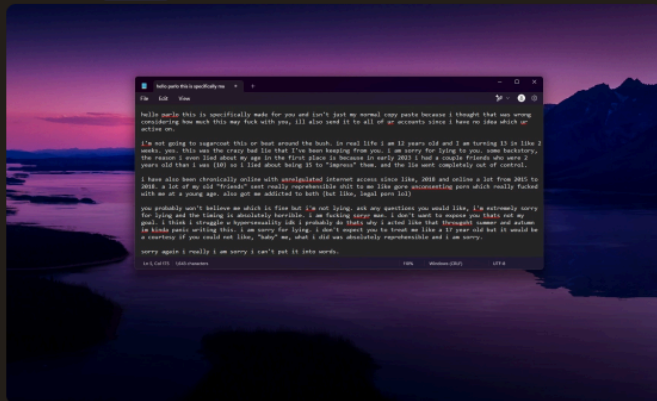 hello parlo this is specifically me
File Edit View
hello parlo this is specifically made for you and isn't just my normal copy paste because i thought that was wrong
considering how much this may fuck with you, ill also send it to all of ur accounts since i have no idea which ur
active on.
i'm not going to sugarcoat this or beat around the bush. in real life i am 12 years old and I am turning 13 in like 2
weeks. yes. this was the crazy bad lie that I've been keeping from you. i am sorry for lying to you. some backstory,
the reason i even lied about my age in the first place is because in early 2023 i had a couple friends who were 2
years old than i was (10) so i lied about being 15 to "impress" them. and the lie went completely out of control.
i have also been chronically online with unregulated internet access since like, 2018 and online a lot from 2015 to
2018. a lot of my old "friends" sent really reprehensible shit to me like gore unconsenting porn which really fucked
with me at a young age. also got me addicted to both (but like, legal porn lol)
you probably won't believe me which is fine but i'm not lying. ask any questions you would like, i'm extremely sorry
for lying and the timing is absolutely horrible. i am fucking soryr man. i don't want to expose you thats not my
goal. i think i struggle a hypersensuality idk i probably do thats why i acted like that throught summer and autumn
im kinda panic writing this. i am sorry for lying. i don't expect you to treat me like a 17 year old but it would be
a courtesy if you could not like, "baby" me, what i did was absolutely reprehensible and i am sorry.
sorry again i really i am sorry i can't put it into words.
characters 110% Windows (CRLF) UTF-8